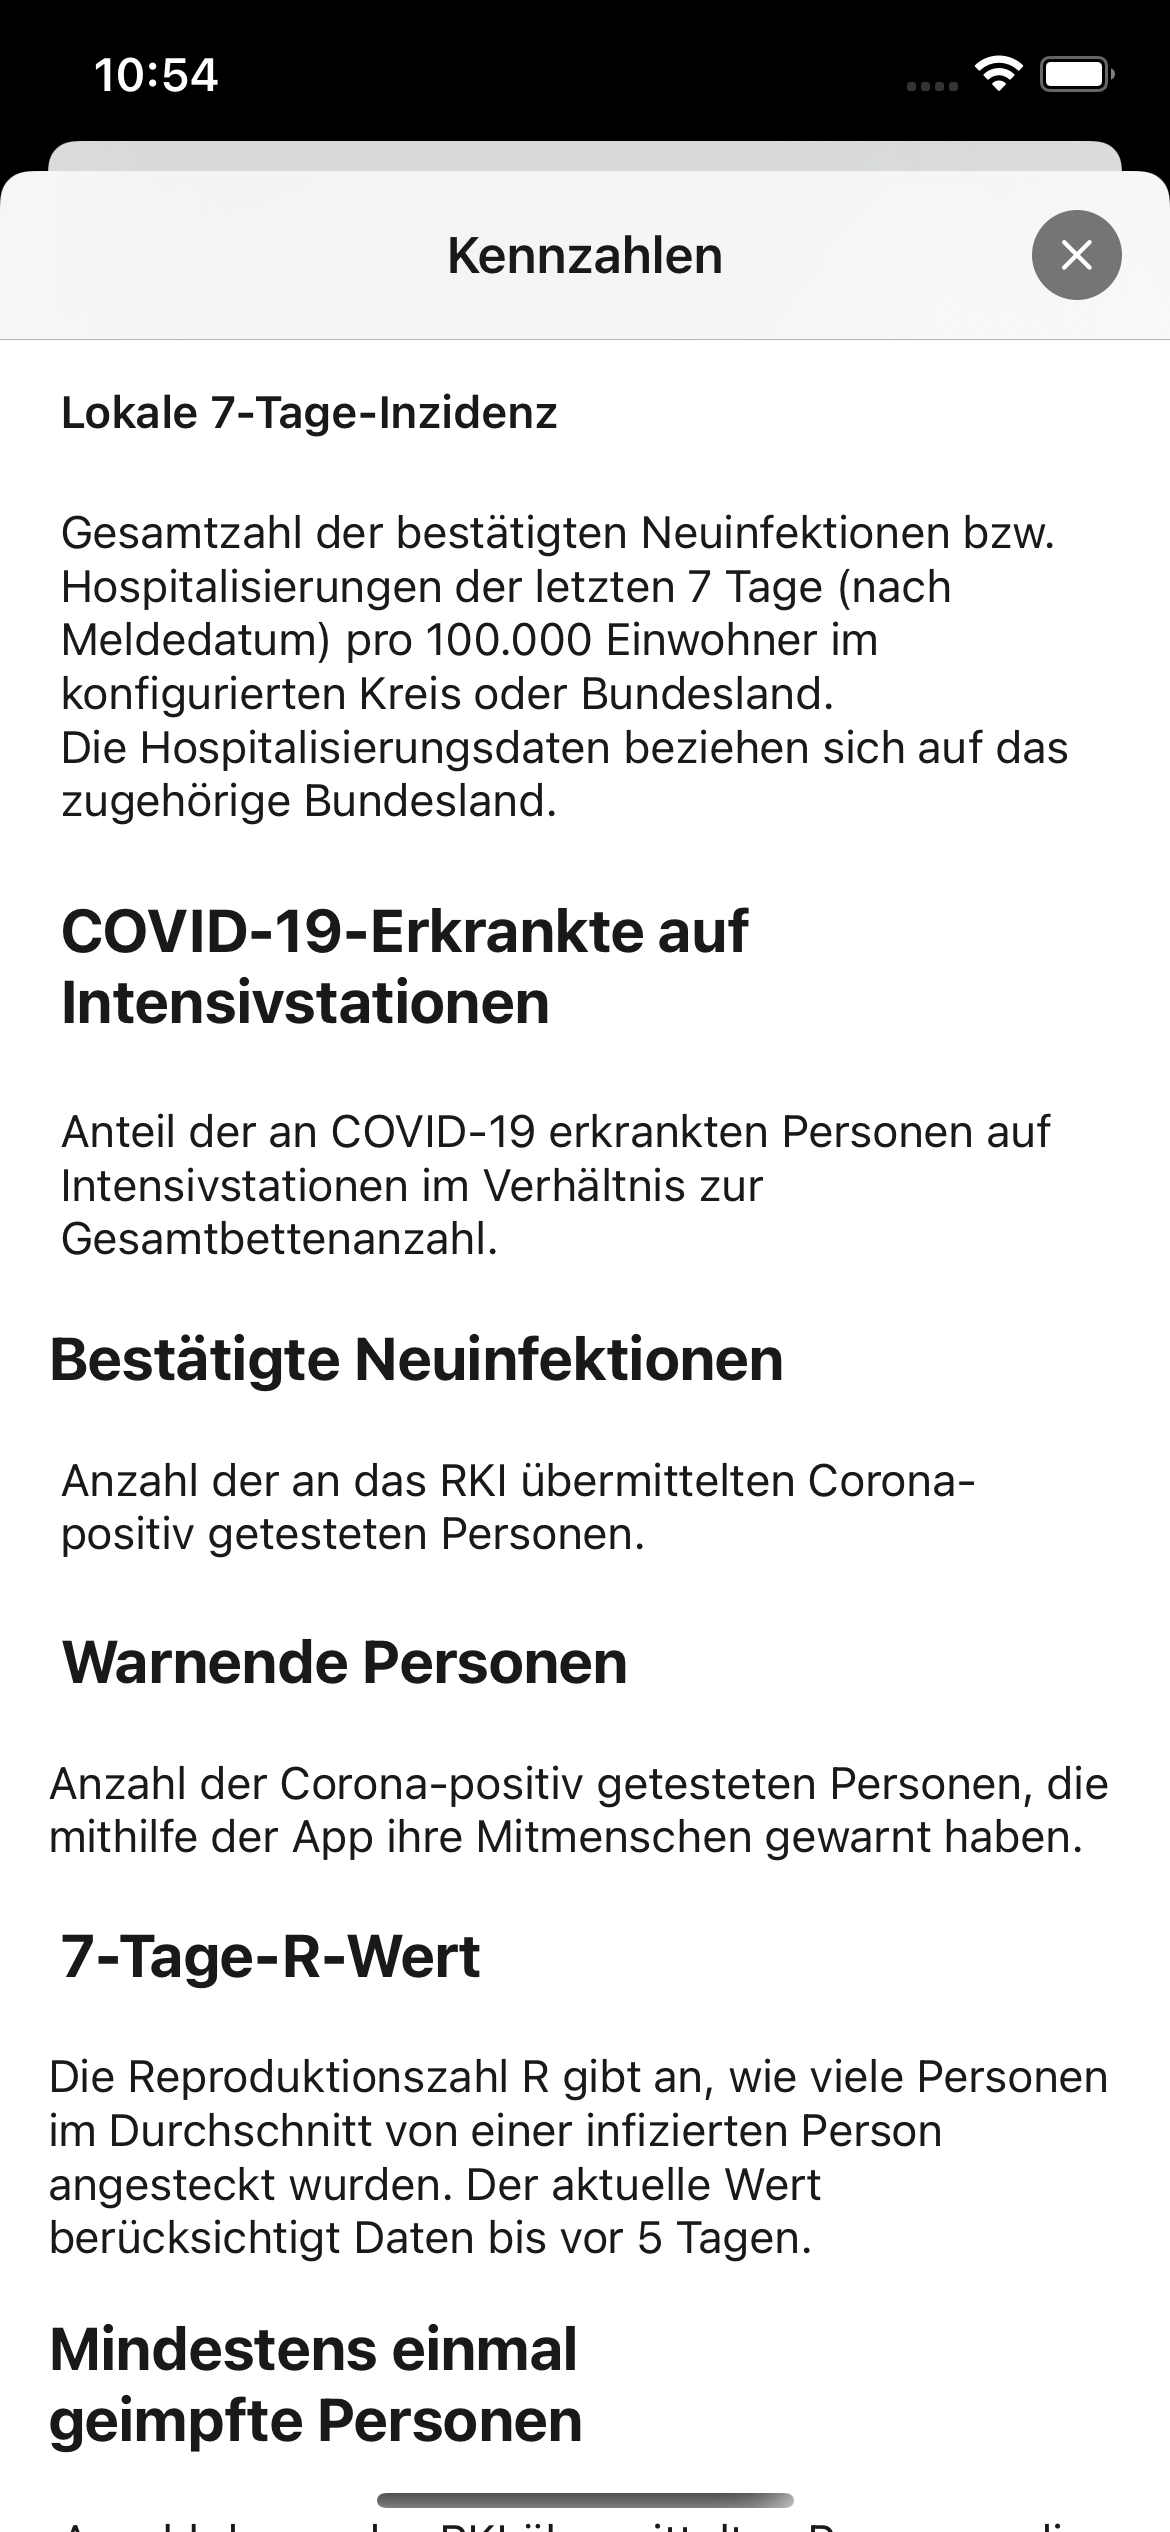 10:54
Kennzahlen
Lokale 7-Tage-Inzidenz
Gesamtzahl der bestätigten Neuinfektionen bzw.
Hospitalisierungen der letzten 7 Tage (nach
Meldedatum) pro 100.000 Einwohner im
konfigurierten Kreis oder Bundesland.
Die Hospitalisierungsdaten beziehen sich auf das
zugehörige Bundesland.
COVID-19-Erkrankte auf
Intensivstationen
Anteil der an COVID-19 erkrankten Personen auf
Intensivstationen im Verhältnis zur
Gesamtbettenanzahl.
Bestätigte Neuinfektionen
Anzahl der an das RKI übermittelten Corona-
positiv getesteten Personen.
Warnende Personen
Anzahl der Corona-positiv getesteten Personen, die
mithilfe der App ihre Mitmenschen gewarnt haben.
7-Tage-R-Wert
Die Reproduktionszahl R gibt an, wie viele Personen
im Durchschnitt von einer infizierten Person
angesteckt wurden. Der aktuelle Wert
berücksichtigt Daten bis vor 5 Tagen.
Mindestens einmal
geimpfte Personen